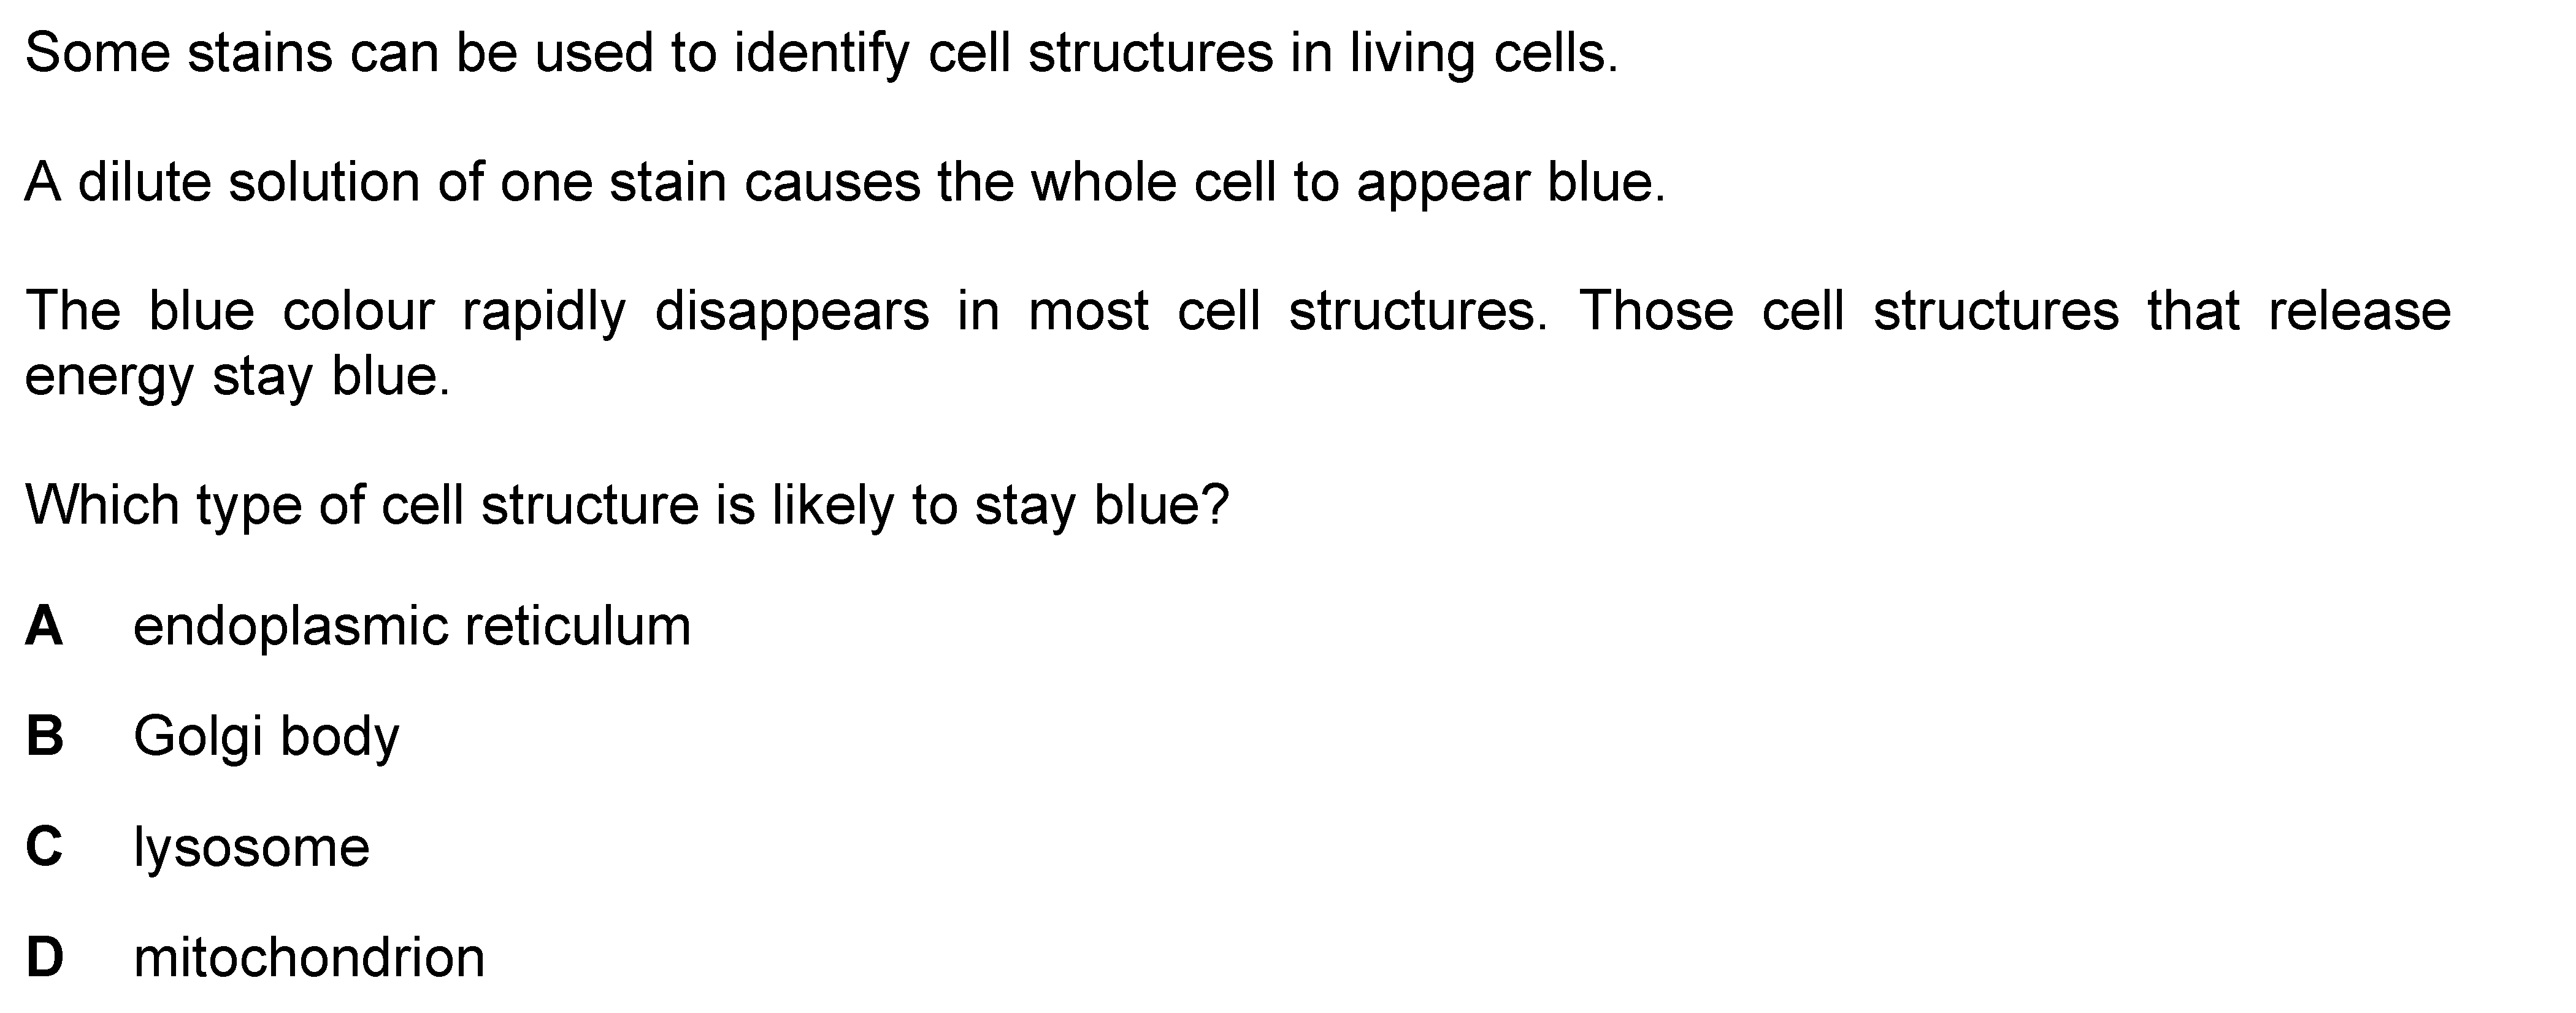 Some stains can be used to identify cell structures in living cells.
A dilute solution of one stain causes the whole cell to appear blue.
The blue colour rapidly disappears in most cell structures. Those cell structures that release
energy stay blue.
Which type of cell structure is likely to stay blue?
A endoplasmic reticulum
B Golgi body
C lysosome
D mitochondrion